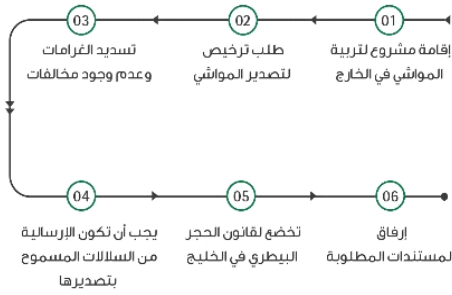 01
إقامة مشروع لتربية
المواشي في الخارج
02
طلب ترخيص
لتصدير المواشي
03
تسديد الغرامات
وعدم وجود مخالفات
04
يجب أن تكون الإرسالية
من السلالات المسموح
بتصديرها
05
تخضع لقانون الحجر
البيطري في الخليج
06
إرفاق
لمستندات المطلوبة